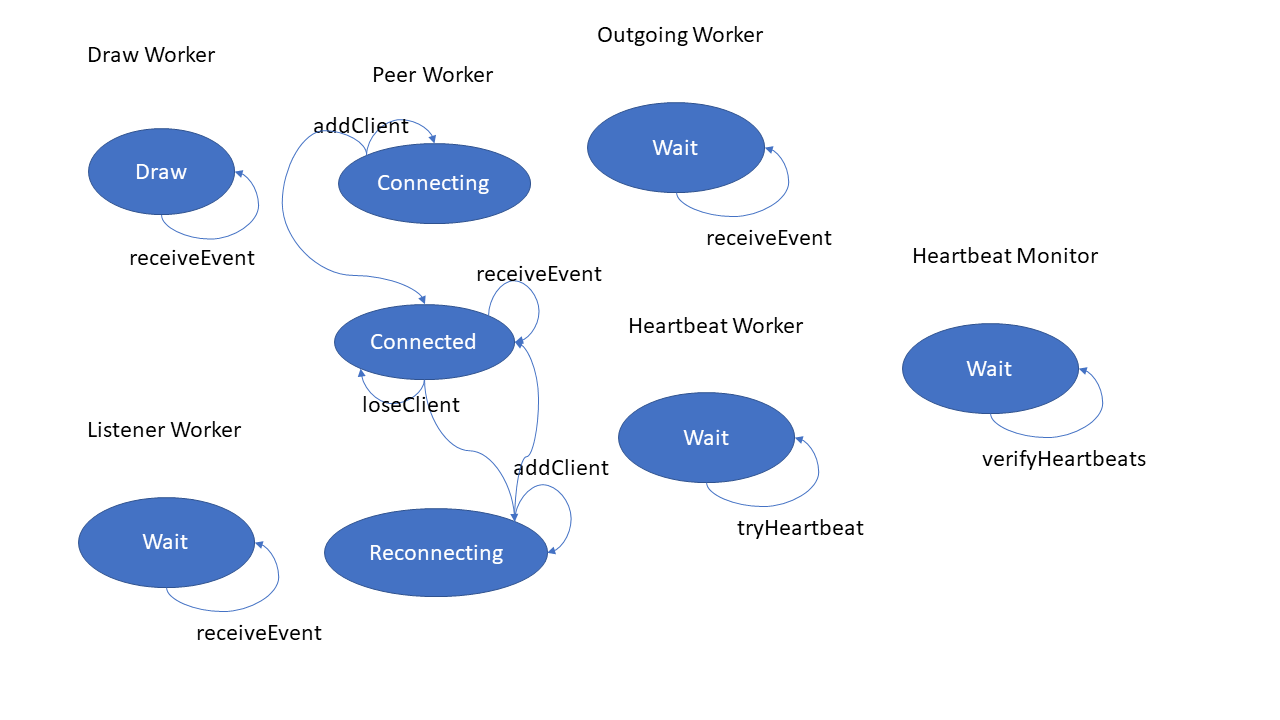 Outgoing Worker
Draw Worker
Peer Worker
addClient
Wait
Draw
Connecting
receiveEvent
receiveEvent
Heartbeat Monitor
receiveEvent
Heartbeat Worker
Connected
Wait
loseClient
Listener Worker
Wait
verifyHeartbeats
addClient
tryHeartbeat
Wait
Reconnecting
receiveEvent